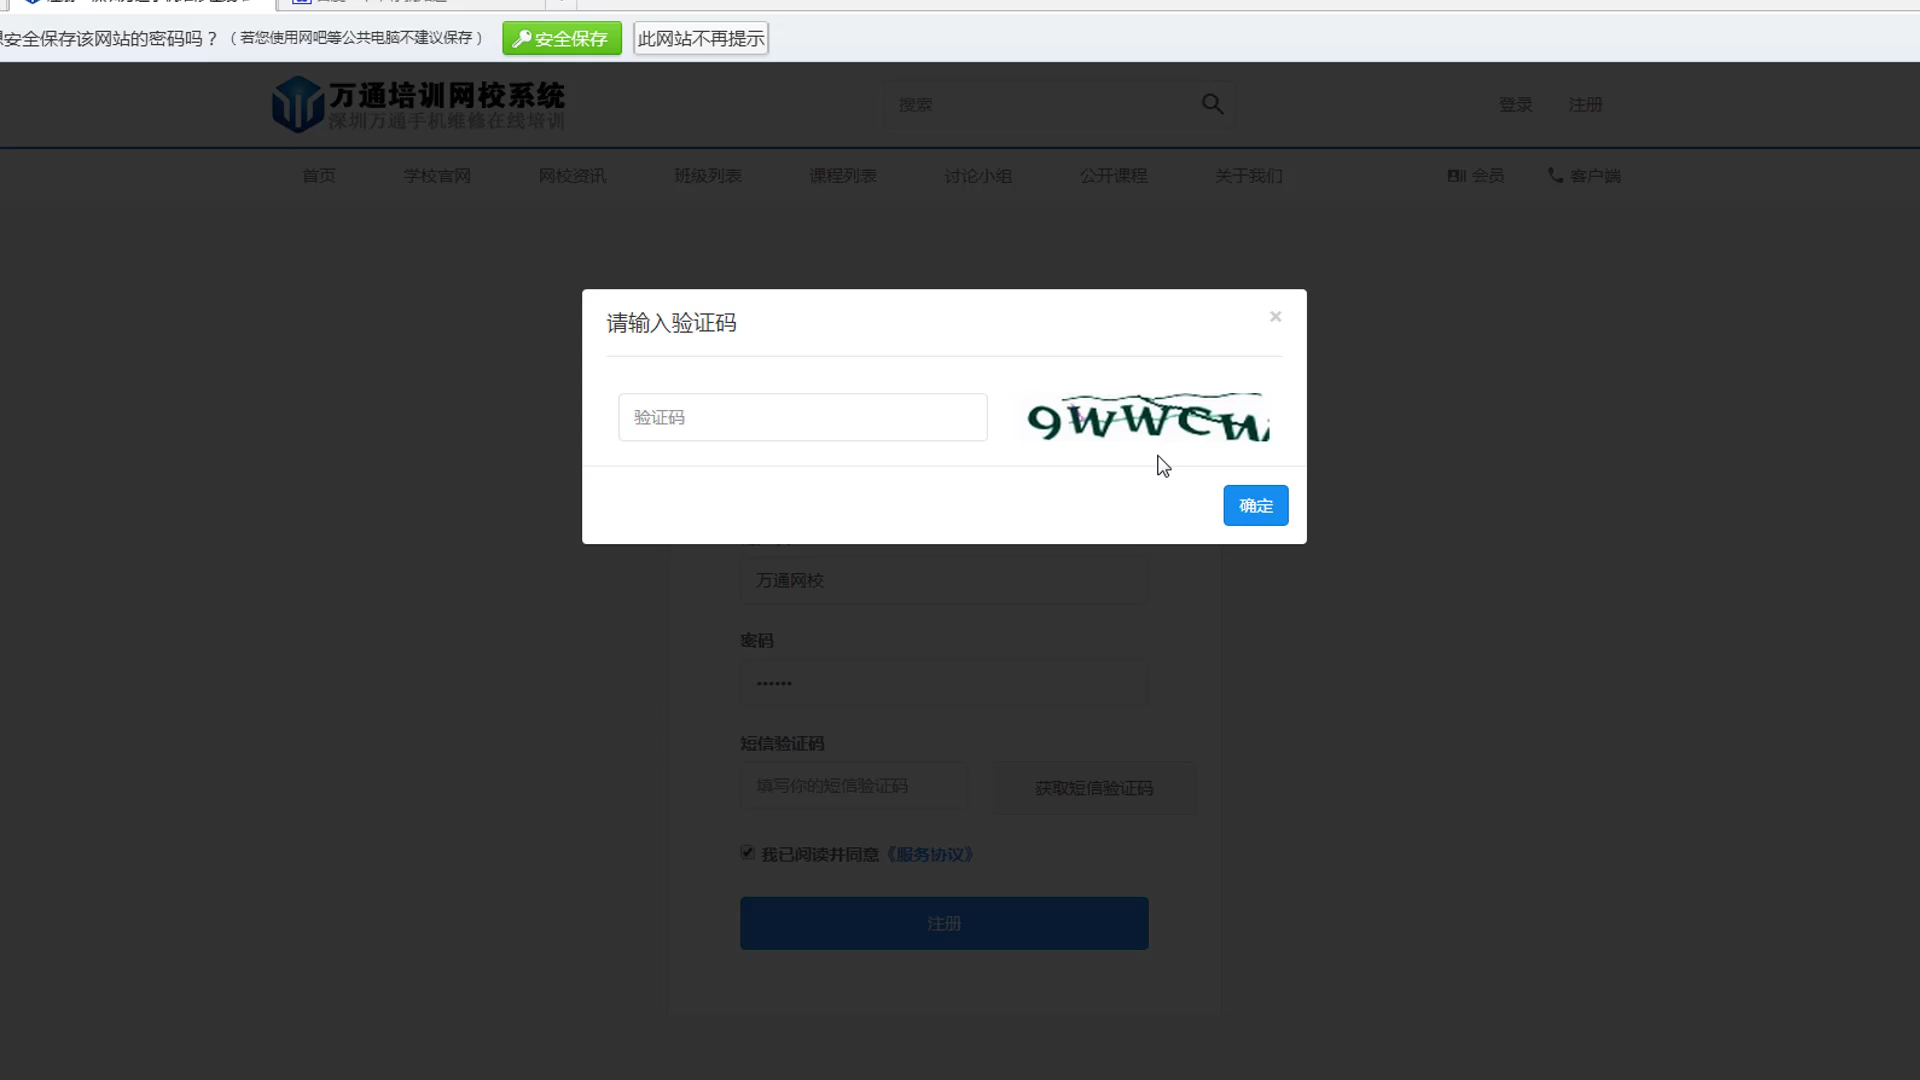 安全保存该网站的密码吗？（若您使用网吧等公共电脑不建议保存）
安全保存
此网站不再提示
万通培训网校系统
深圳万通手机维修在线培训
搜索
登录
注册
首页
学校官网
网校资讯
班级列表
课程列表
讨论小组
公开课程
关于我们
会员
客户端
请输入验证码
×
验证码
9WWCW
确定
万通网校
密码
••••••
短信验证码
填写你的短信验证码
获取短信验证码
我已阅读并同意《服务协议》
注册